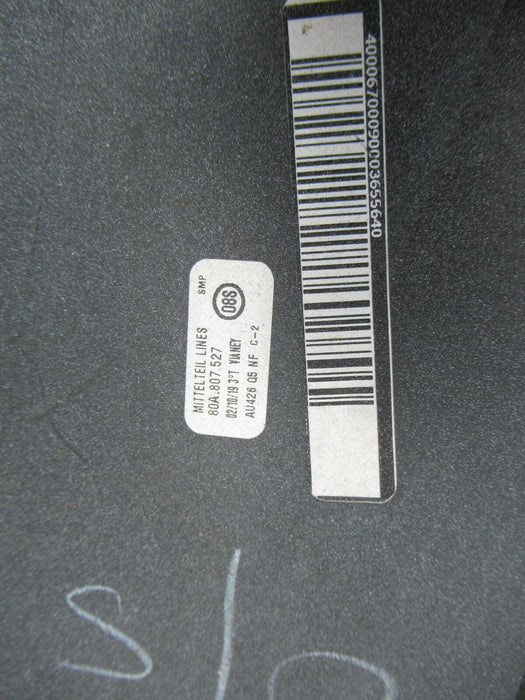 40006700090003655640
SMP
08S
MITTELTEIL LINES
80A.807.527
02/10/19 3°T VIANEY
AU426 Q5 NF C-2